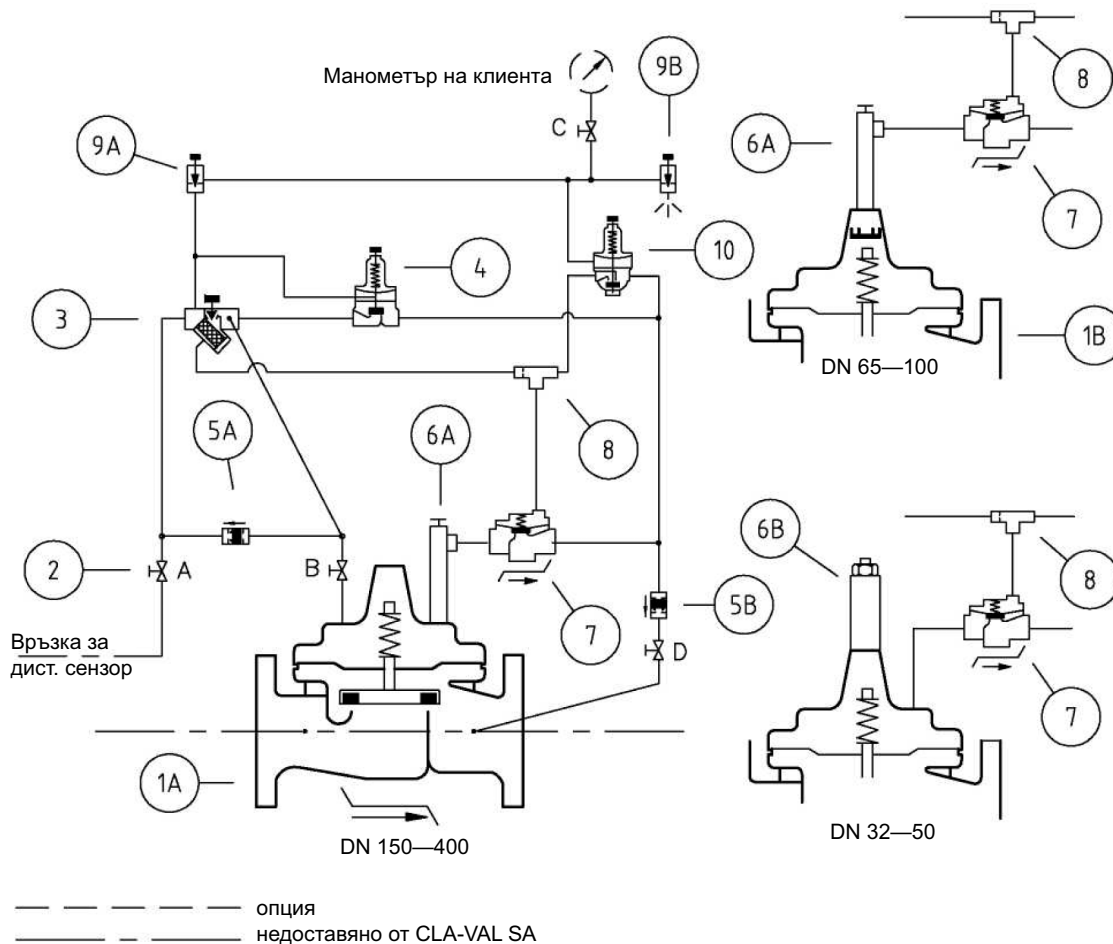 Манометър на клиента
9B
8
C
9A
6A
7
4
10
3
1B
DN 65—100
5A
6A
8
6B
8
2
A
B
7
5B
D
7
Връзка за
дист. сензор
1A
DN 150—400
DN 32—50
опция
недоставяно от CLA-VAL SA